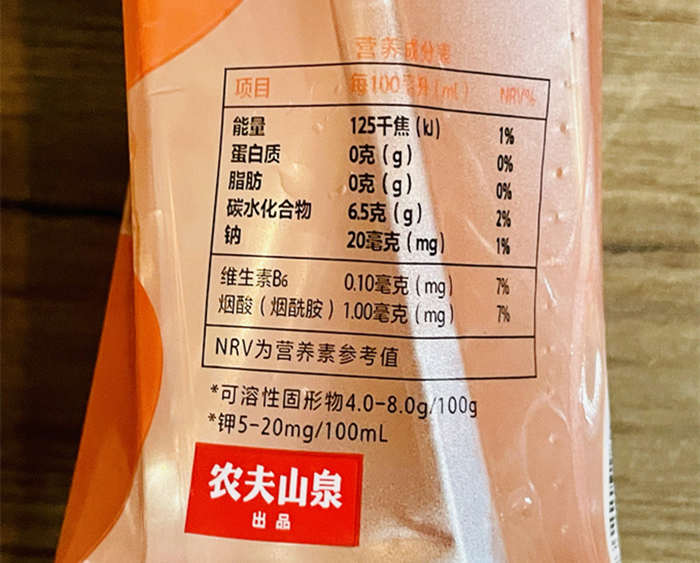 营养成分表
项目 每100毫升(mL) NRV%
能量 125千焦(kJ) 1%
蛋白质 0克(g) 0%
脂肪 0克(g) 0%
碳水化合物 6.5克(g) 2%
钠 20毫克(mg) 1%
维生素B6 0.10毫克(mg) 7%
烟酸(烟酰胺) 1.00毫克(mg) 7%
NRV为营养素参考值
*可溶性固形物4.0-8.0g/100g
*钾5-20mg/100mL
农夫山泉
出品